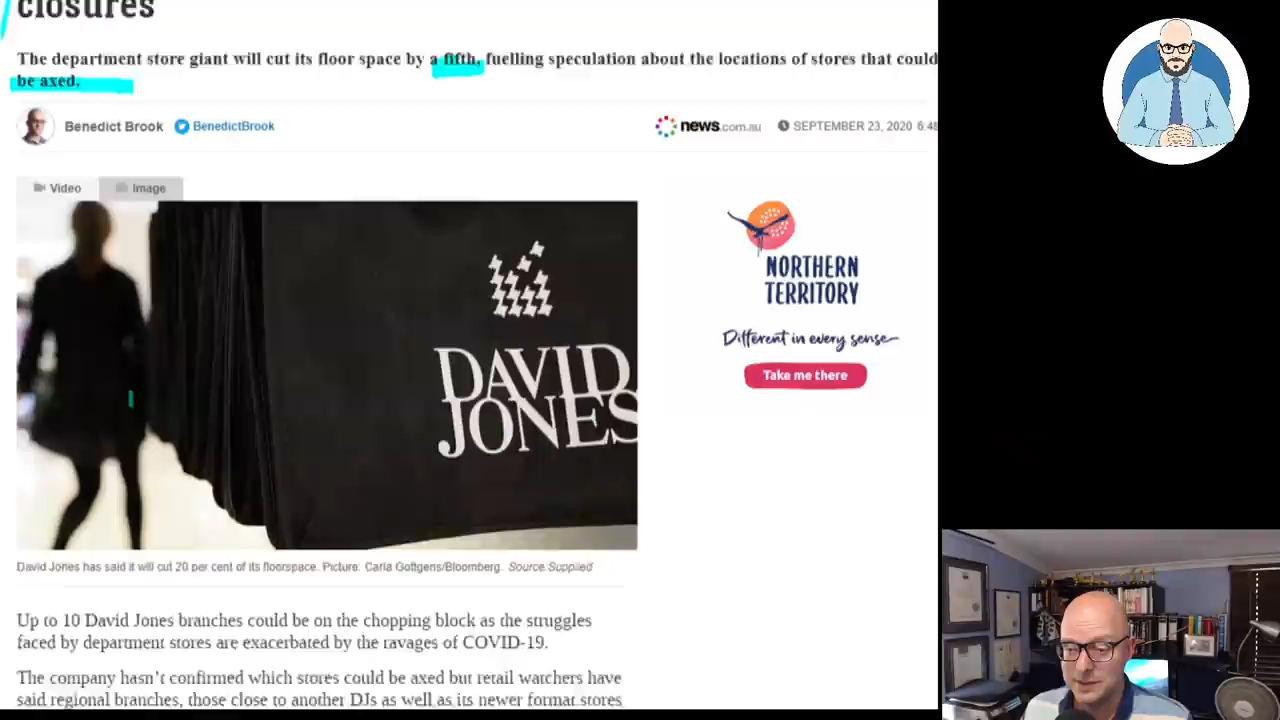 closures
The department store giant will cut its floor space by a fifth, fuelling speculation about the locations of stores that could
be axed.
Benedict Brook BenedictBrook
news.com.au SEPTEMBER 23, 2020 6:48
Video Image
NORTHERN
TERRITORY
Different in every sense
Take me there
DAVID
JONES
David Jones has said it will cut 20 per cent of its floorspace. Picture: Carla Gottgens/Bloomberg. Source:Supplied
Up to 10 David Jones branches could be on the chopping block as the struggles
faced by department stores are exacerbated by the ravages of COVID-19.
The company hasn't confirmed which stores could be axed but retail watchers have
said regional branches, those close to another DJs as well as its newer format stores